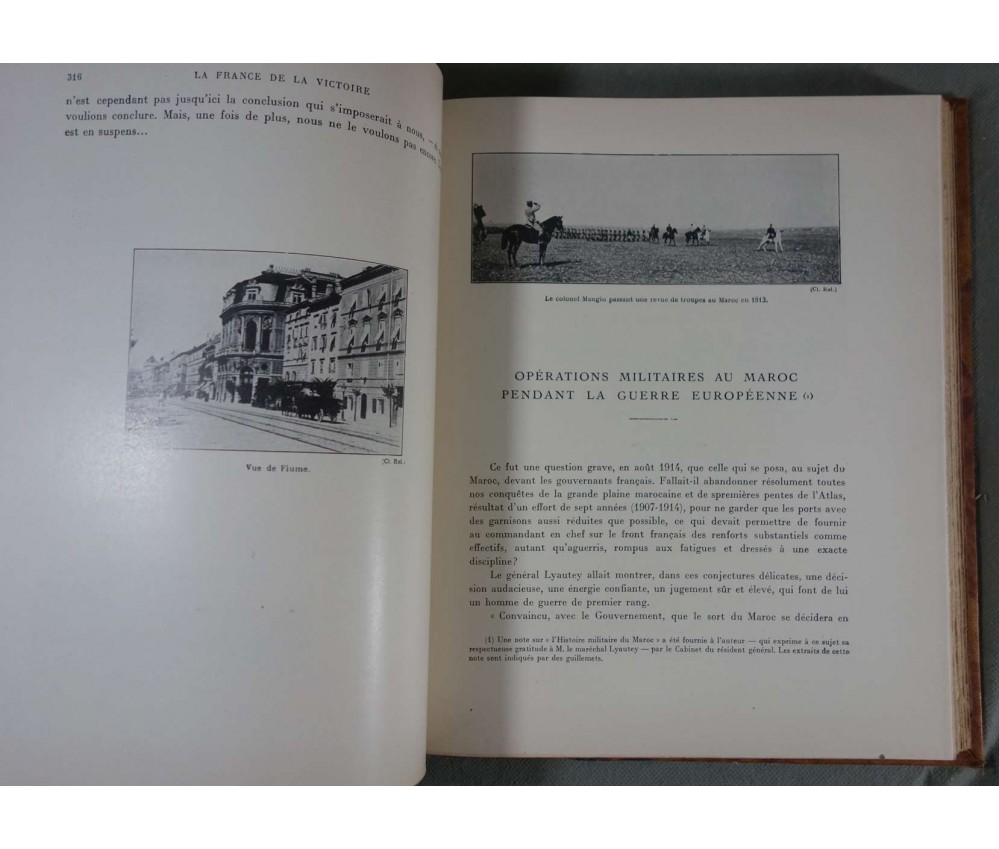 316
LA FRANCE DE LA VICTOIRE
n'est cependant pas jusqu'ici la conclusion qui s'imposerait à nous, —
voulions conclure. Mais, une fois de plus, nous ne le voulons pas encore
est en suspens...
(Cl. Rol.)
Vue de Fiume.
(Cl. Rol.)
Le colonel Mangin passant une revue de troupes au Maroc en 1913.
OPÉRATIONS MILITAIRES AU MAROC
PENDANT LA GUERRE EUROPÉENNE (1)
Ce fut une question grave, en août 1914, que celle qui se posa, au sujet du
Maroc, devant les gouvernants français. Fallait-il abandonner résolument toutes
nos conquêtes de la grande plaine marocaine et de spremières pentes de l'Atlas,
résultat d'un effort de sept années (1907-1914), pour ne garder que les ports avec
des garnisons aussi réduites que possible, ce qui devait permettre de fournir
au commandant en chef sur le front français des renforts substantiels comme
effectifs, autant qu'aguerris, rompus aux fatigues et dressés à une exacte
discipline?
Le général Lyautey allait montrer, dans ces conjectures délicates, une déci-
sion audacieuse, une énergie confiante, un jugement sûr et élevé, qui font de lui
un homme de guerre de premier rang.
« Convaincu, avec le Gouvernement, que le sort du Maroc se décidera en
(1) Une note sur « l'Histoire militaire du Maroc » a été fournie à l'auteur — qui exprime à ce sujet sa
respectueuse gratitude à M. le maréchal Lyautey — par le Cabinet du résident général. Les extraits de cette
note sont indiqués par des guillemets.